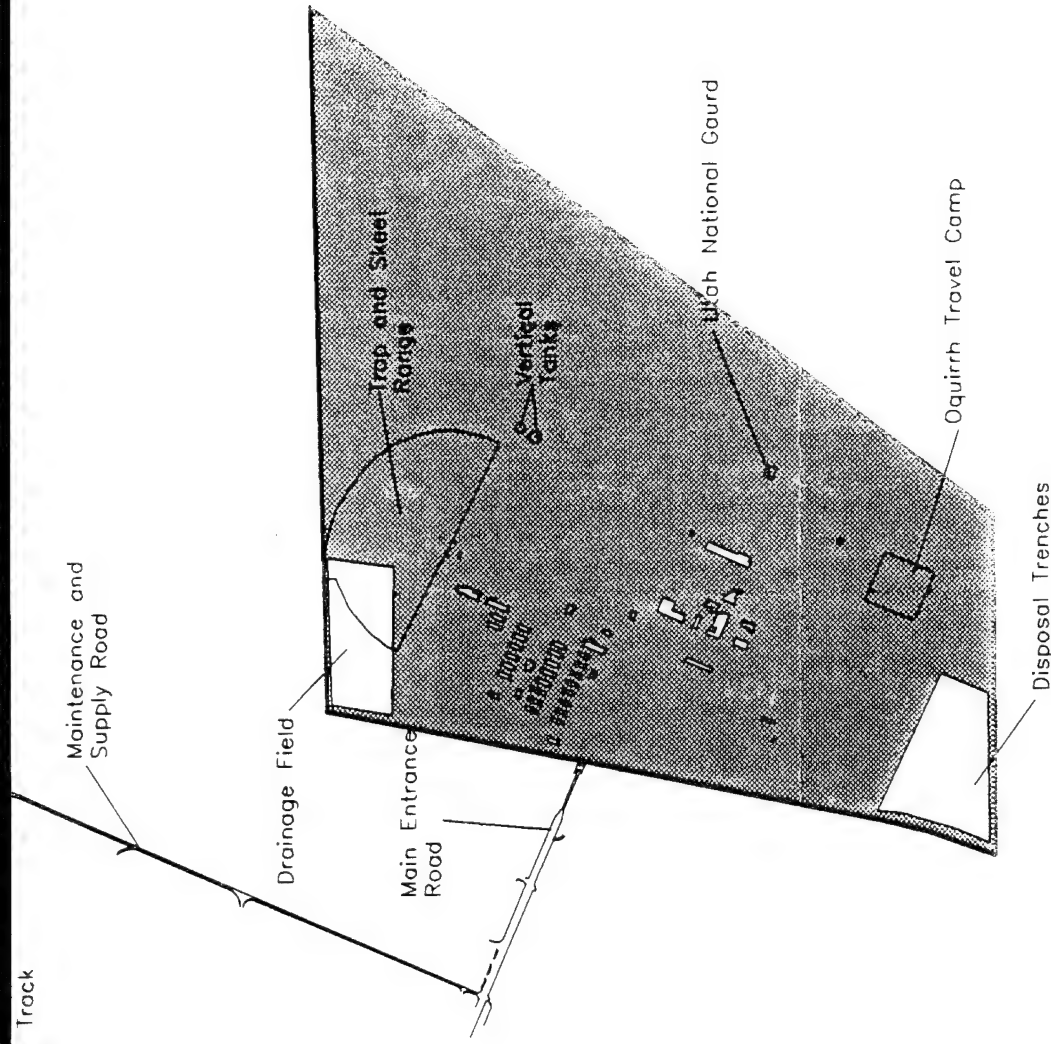 Track
Maintenance and
Supply Road
Drainage Field
Main Entrance
Road
Trap and Skeet
Range
Vertical
Tanks
Utah National Gaurd
Oquirrh Travel Camp
Disposal Trenches